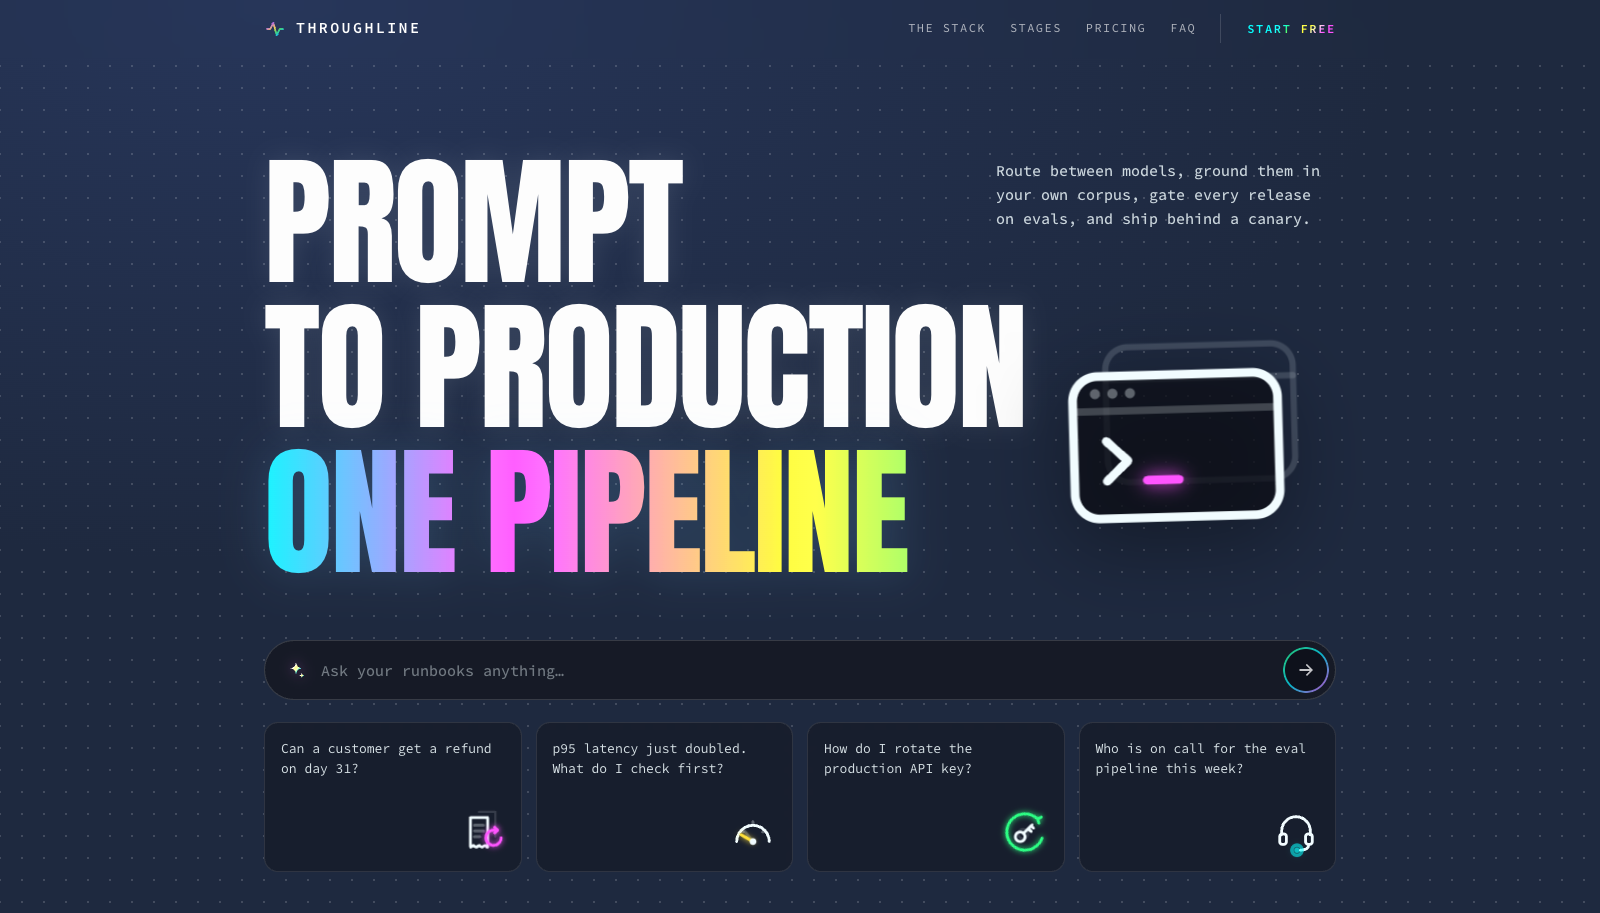 THROUGHLINE
THE STACK
STAGES
PRICING
FAQ
START FREE
PROMPT
TO PRODUCTION
ONE PIPELINE
Route between models, ground them in
your own corpus, gate every release
on evals, and ship behind a canary.
Ask your runbooks anything…
Can a customer get a refund
on day 31?
p95 latency just doubled.
What do I check first?
How do I rotate the
production API key?
Who is on call for the eval
pipeline this week?